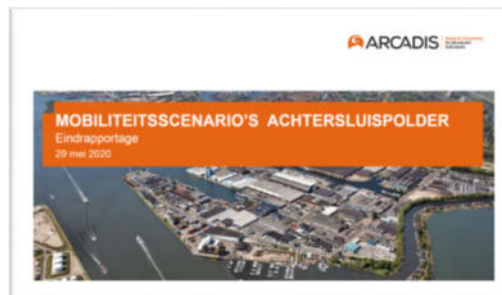 ARCADIS
MOBILITEITSSCENARIO'S ACHTERSLUISPOLDER
Eindrapportage
29 mei 2020